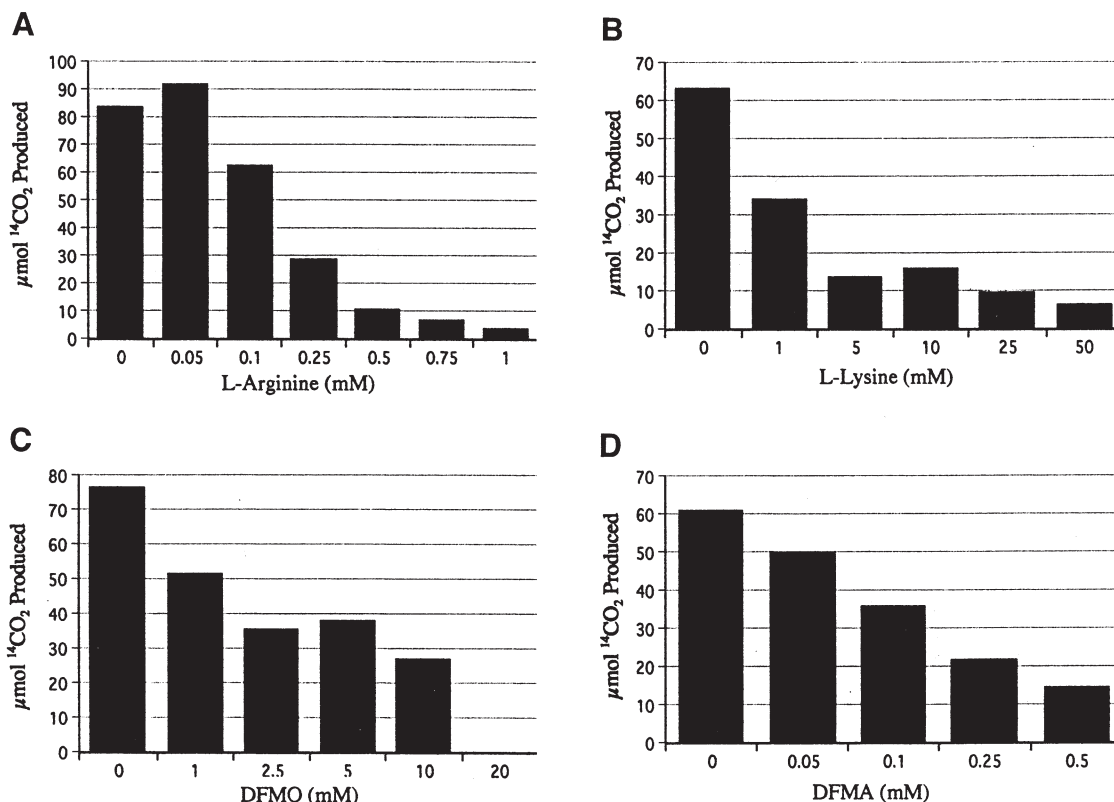 A
μmol ¹⁴CO₂ Produced
100
90
80
70
60
50
40
30
20
10
0
0 0.05 0.1 0.25 0.5 0.75 1
L-Arginine (mM)
B
μmol ¹⁴CO₂ Produced
70
60
50
40
30
20
10
0
0 1 5 10 25 50
L-Lysine (mM)
C
μmol ¹⁴CO₂ Produced
80
70
60
50
40
30
20
10
0
0 1 2.5 5 10 20
DFMO (mM)
D
μmol ¹⁴CO₂ Produced
70
60
50
40
30
20
10
0
0 0.05 0.1 0.25 0.5
DFMA (mM)